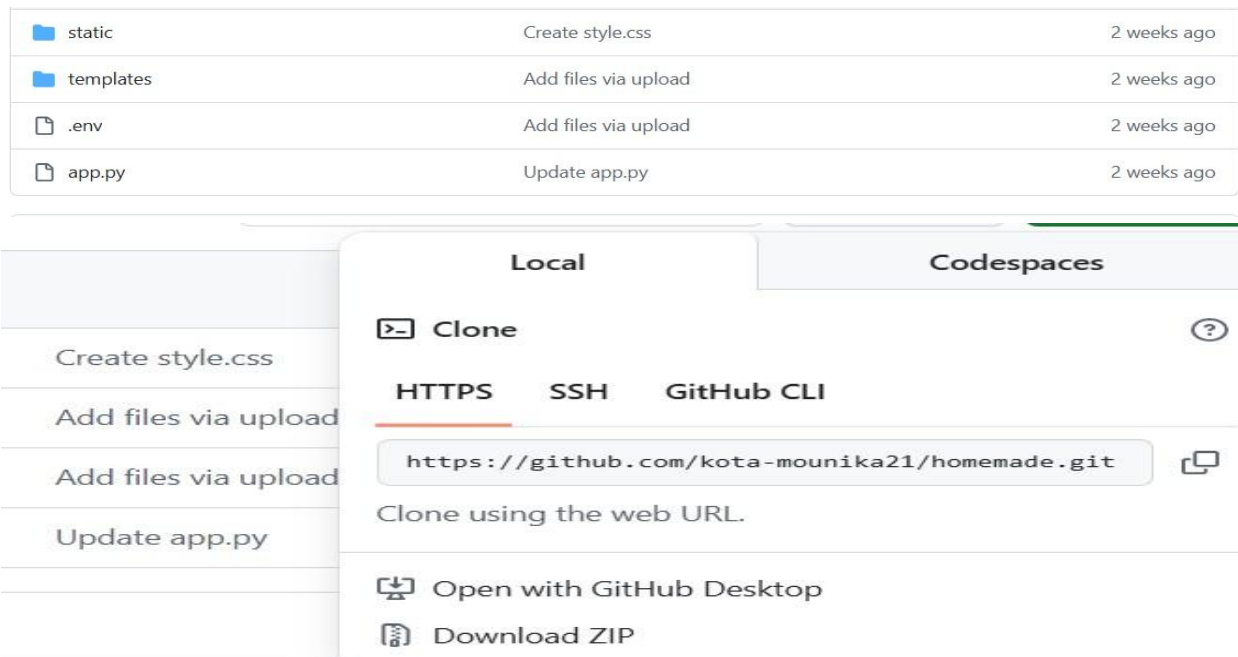 static Create style.css 2 weeks ago
templates Add files via upload 2 weeks ago
.env Add files via upload 2 weeks ago
app.py Update app.py 2 weeks ago
Local Codespaces
Clone
Create style.css
HTTPS SSH GitHub CLI
Add files via upload
https://github.com/kota-mounika21/homemade.git
Add files via upload
Clone using the web URL.
Update app.py
Open with GitHub Desktop
Download ZIP